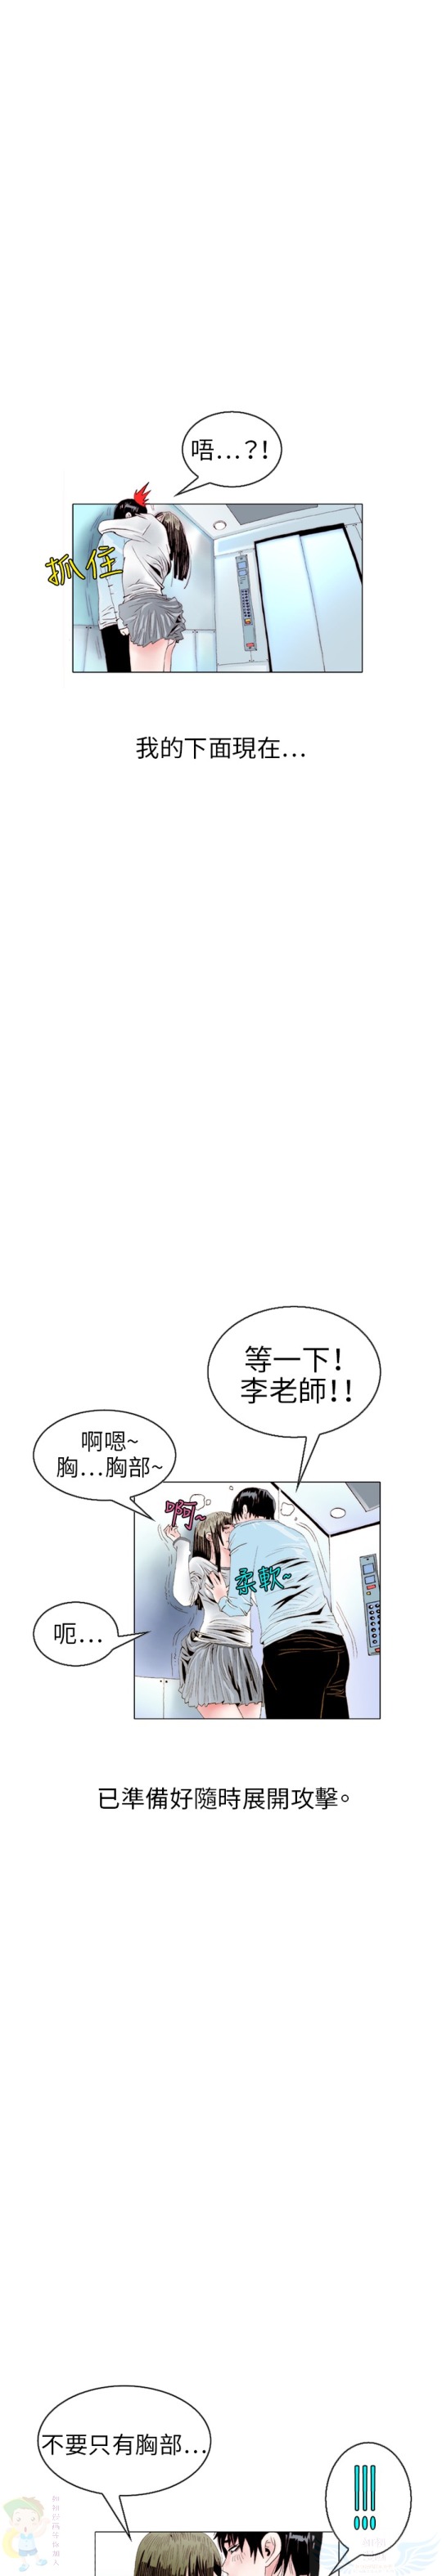 唔...?!
抓住
我的下面現在...
等一下!
李老師!!
啊嗯~
胸...胸部~
啊~
柔軟~
呃...
已準備好隨時展開攻擊。
不要只有胸部...
!!!